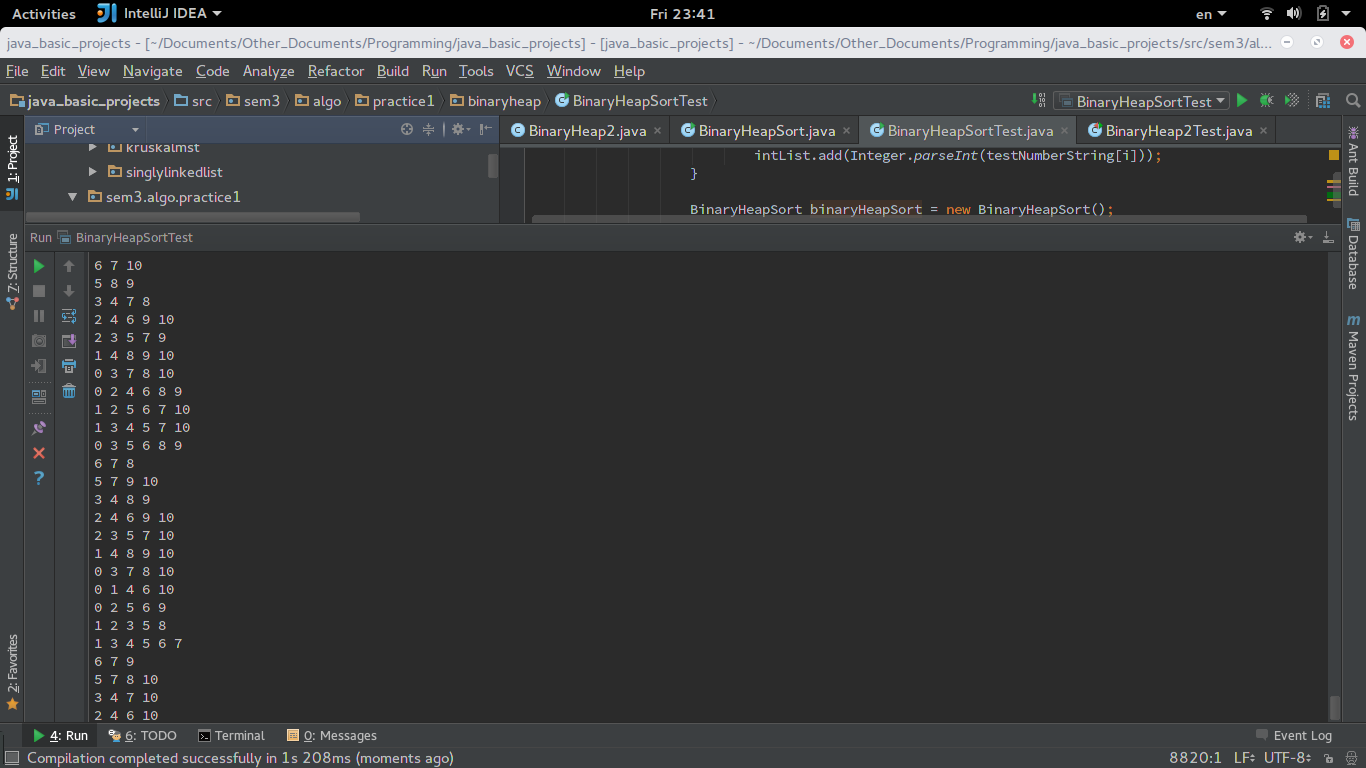 Activities IntelliJ IDEA Fri 23:41 en
java_basic_projects - [~/Documents/Other_Documents/Programming/java_basic_projects] - [java_basic_projects] - ~/Documents/Other_Documents/Programming/java_basic_projects/src/sem3/al...
File Edit View Navigate Code Analyze Refactor Build Run Tools VCS Window Help
java_basic_projects src sem3 algo practice1 binaryheap BinaryHeapSortTest BinaryHeapSortTest
Project BinaryHeap2.java BinaryHeapSort.java BinaryHeapSortTest.java BinaryHeap2Test.java
1: Project
7: Structure
2: Favorites
kruskalmst
singlylinkedlist
sem3.algo.practice1
intList.add(Integer.parseInt(testNumberString[i]));
}
BinaryHeapSort binaryHeapSort = new BinaryHeapSort();
Ant Build
Database
Maven Projects
Run BinaryHeapSortTest
6 7 10
5 8 9
3 4 7 8
2 4 6 9 10
2 3 5 7 9
1 4 8 9 10
0 3 7 8 10
0 2 4 6 8 9
1 2 5 6 7 10
1 3 4 5 7 10
0 3 5 6 8 9
6 7 8
5 7 9 10
3 4 8 9
2 4 6 9 10
2 3 5 7 10
1 4 8 9 10
0 3 7 8 10
0 1 4 6 10
0 2 5 6 9
1 2 3 5 8
1 3 4 5 6 7
6 7 9
5 7 8 10
3 4 7 10
2 4 6 10
4: Run 6: TODO Terminal 0: Messages Event Log
Compilation completed successfully in 1s 208ms (moments ago) 8820:1 LF UTF-8